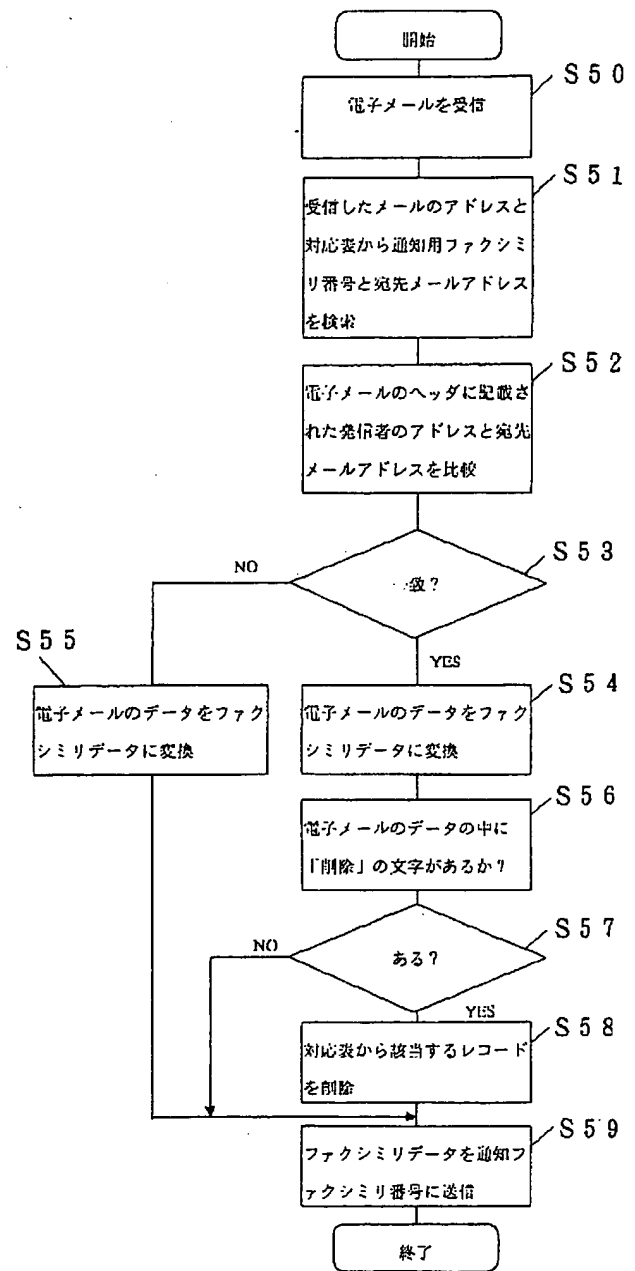 開始
S50
電子メールを受信
S51
受信したメールのアドレスと
対応表から通知用ファクシミ
リ番号と宛先メールアドレス
を検索
S52
電子メールのヘッダに記載さ
れた発信者のアドレスと宛先
メールアドレスを比較
S53
NO
致?
YES
S55
電子メールのデータをファク
シミリデータに変換
S54
電子メールのデータをファク
シミリデータに変換
S56
電子メールのデータの中に
「削除」の文字があるか?
S57
NO
ある?
YES
S58
対応表から該当するレコード
を削除
S59
ファクシミリデータを通知フ
ァクシミリ番号に送信
終了